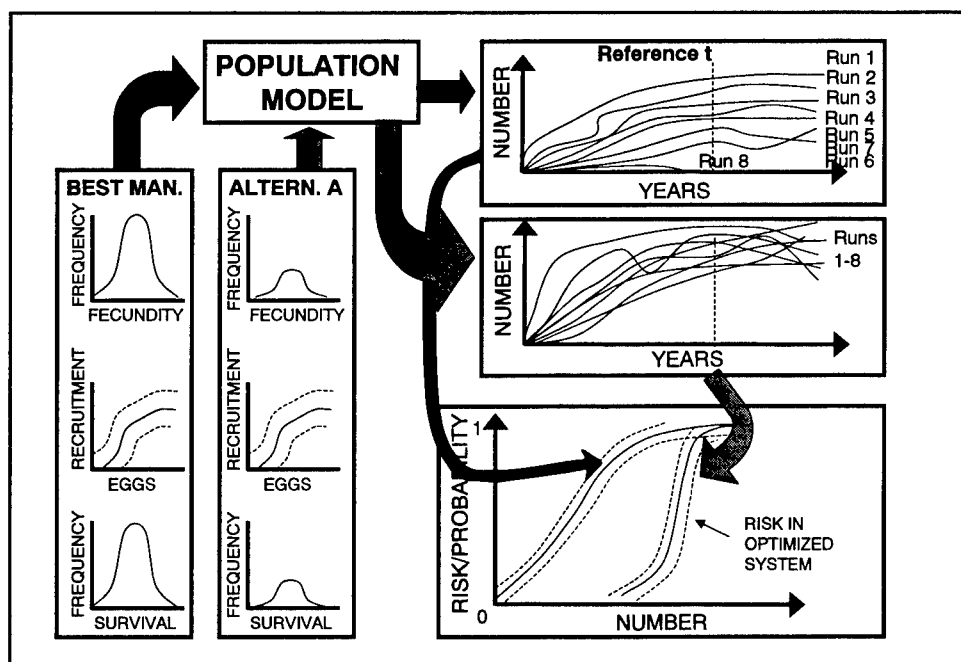 POPULATION
MODEL
BEST MAN.
FREQUENCY
FECUNDITY
RECRUITMENT
EGGS
FREQUENCY
SURVIVAL
ALTERN. A
FREQUENCY
FECUNDITY
RECRUITMENT
EGGS
FREQUENCY
SURVIVAL
Reference t
NUMBER
Run 1
Run 2
Run 3
Run 4
Run 5
Run 7
Run 6
Run 8
YEARS
NUMBER
Runs
1-8
YEARS
RISK/PROBABILITY
1
0
RISK IN
OPTIMIZED
SYSTEM
NUMBER